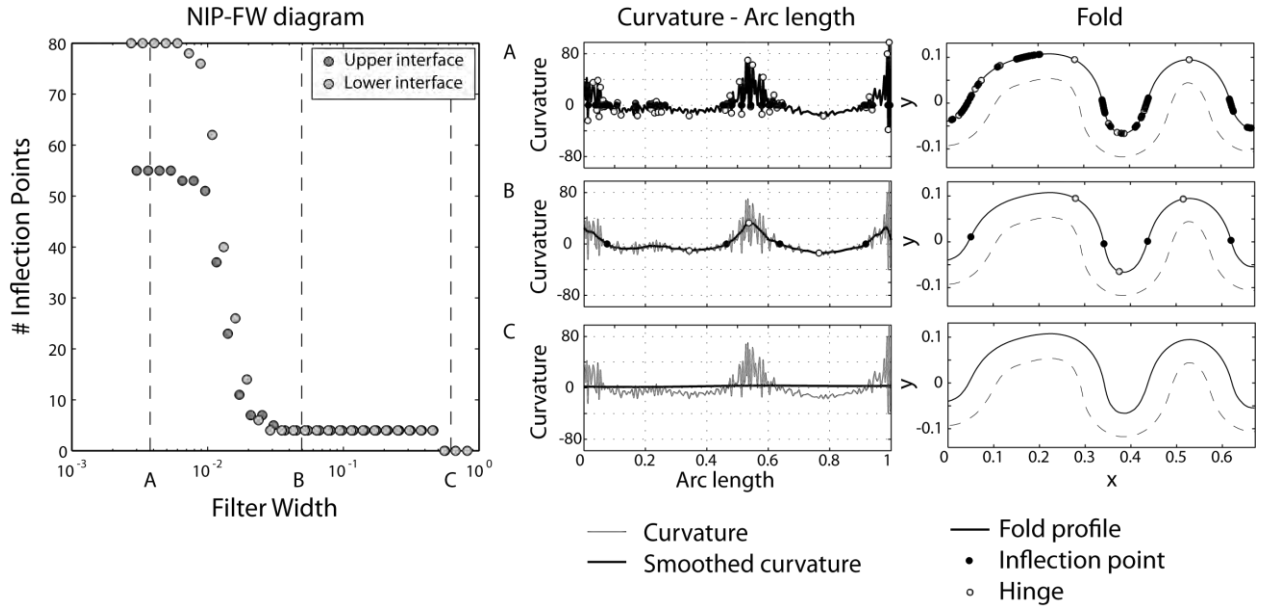 NIP-FW diagram
Curvature - Arc length
Fold
# Inflection Points
80
70
60
50
40
30
20
10
0
Upper interface
Lower interface
10-3
10-2
10-1
100
A
B
C
Filter Width
A
Curvature
80
0
-80
B
Curvature
80
0
-80
C
Curvature
80
0
-80
0
0.2
0.4
0.6
0.8
1
Arc length
y
0.1
0
-0.1
y
0.1
0
-0.1
y
0.1
0
-0.1
0
0.1
0.2
0.3
0.4
0.5
0.6
x
Curvature
Smoothed curvature
Fold profile
Inflection point
Hinge